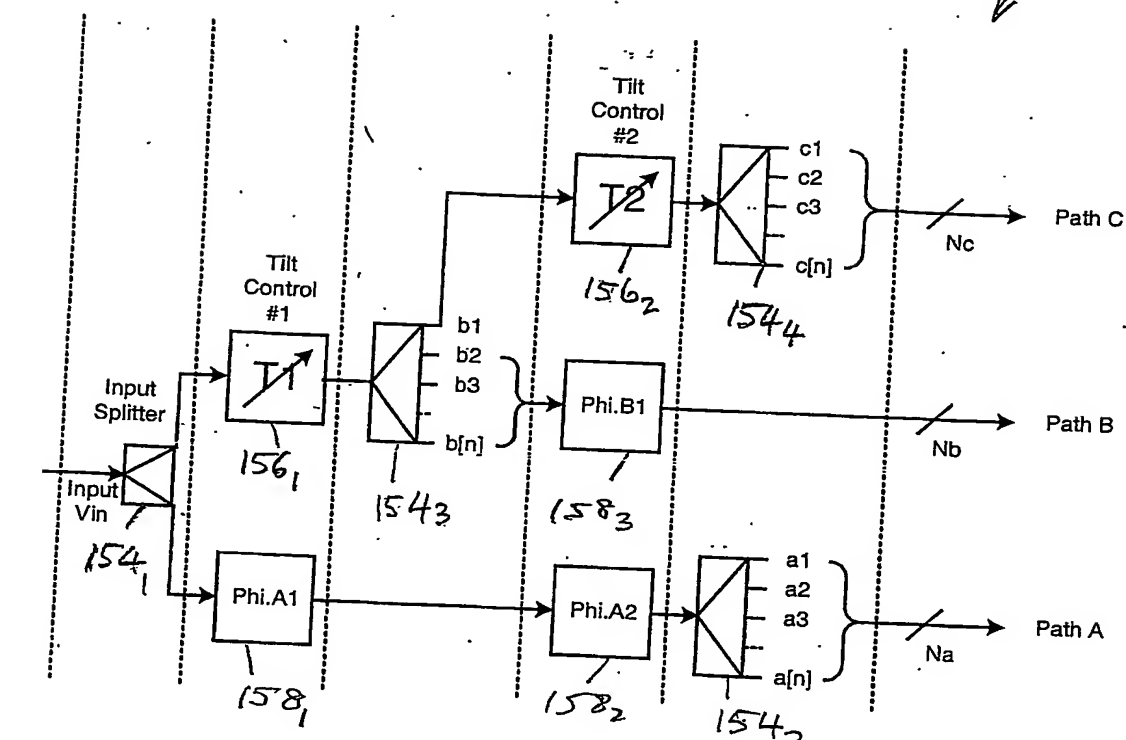 Tilt
Control
#2
T2
c1
c2
c3
c[n]
Path C
Nc
156₂
154₄
Tilt
Control
#1
T1
b1
b2
b3
b[n]
Phi.B1
Path B
Nb
Input
Splitter
156₁
154₃
158₃
Input
Vin
154₁
Phi.A1
Phi.A2
a1
a2
a3
a[n]
Path A
Na
158₁
158₂
154₂